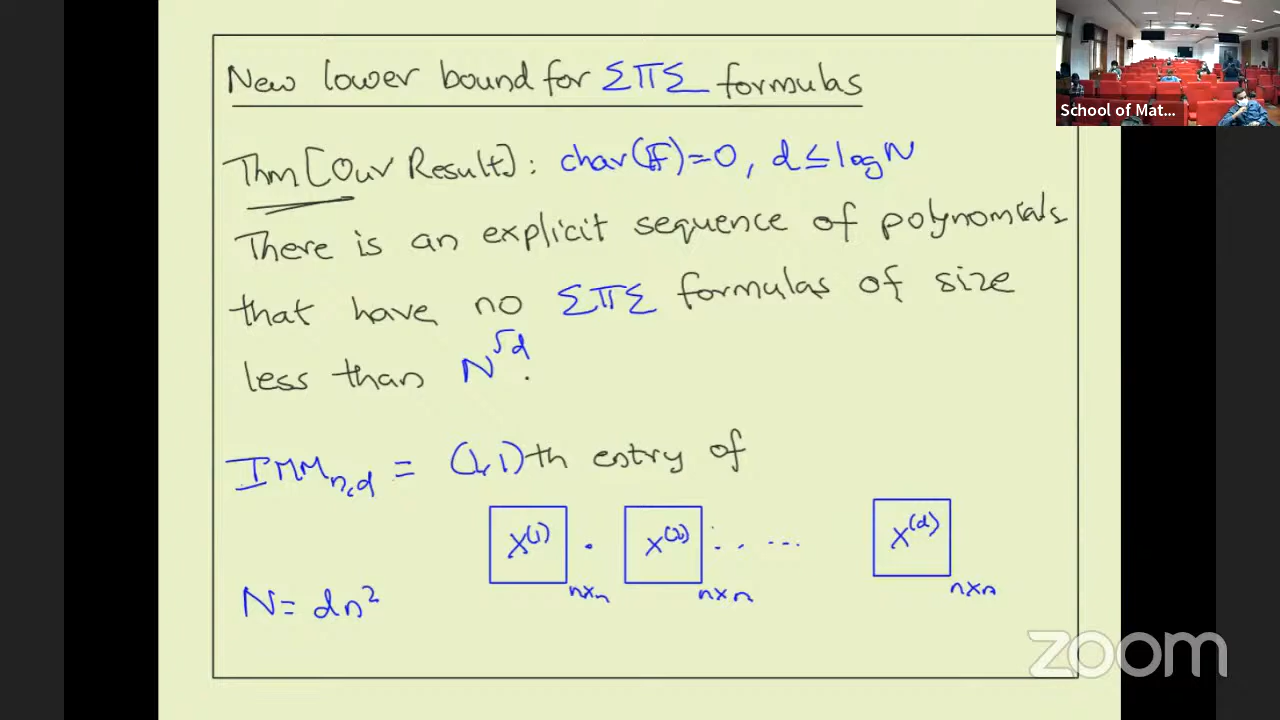 New lower bound for ΣΠΣ formulas
School of Mat...
Thm [Our Result]: char(𝔽)=0, d ≤ log N
There is an explicit sequence of polynomials
that have no ΣΠΣ formulas of size
less than N^√d.
IMM_{n,d} = (1,1)th entry of
X^(1) n×n · X^(2) n×n · . ... X^(d) n×n
N = dn²
zoom